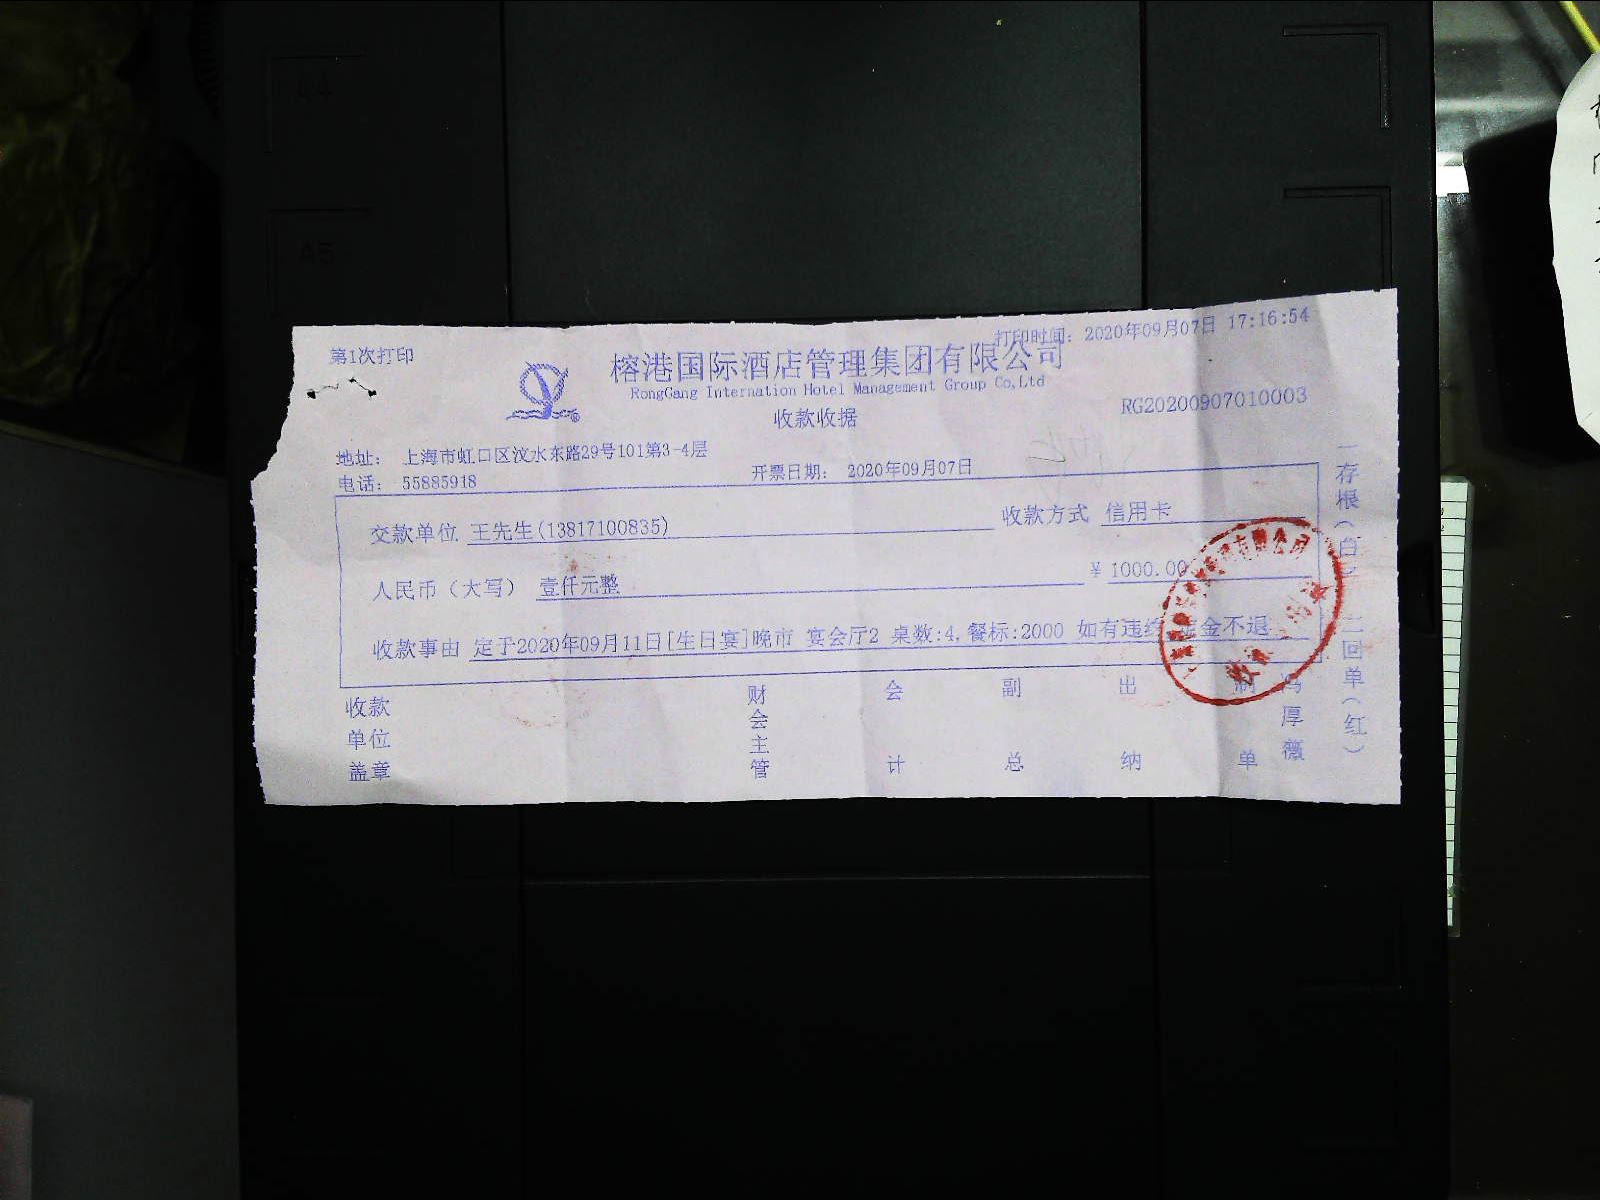 A4
A5
第1次打印
打印时间: 2020年09月07日 17:16:54
榕港国际酒店管理集团有限公司
RongGang Internation Hotel Management Group Co,Ltd
收款收据
RG20200907010003
地址: 上海市虹口区汶水东路29号101第3-4层
电话: 55885918
开票日期: 2020年09月07日
交款单位 王先生(13817100835)
收款方式 信用卡
人民币（大写） 壹仟元整
¥ 1000.00
收款事由 定于2020年09月11日[生日宴]晚市 宴会厅2 桌数:4,餐标:2000 如有违约 金不退
收款单位盖章
财会主管
会计
副总
出纳
制单
冯厚薇
一存根（白） 二回单（红）